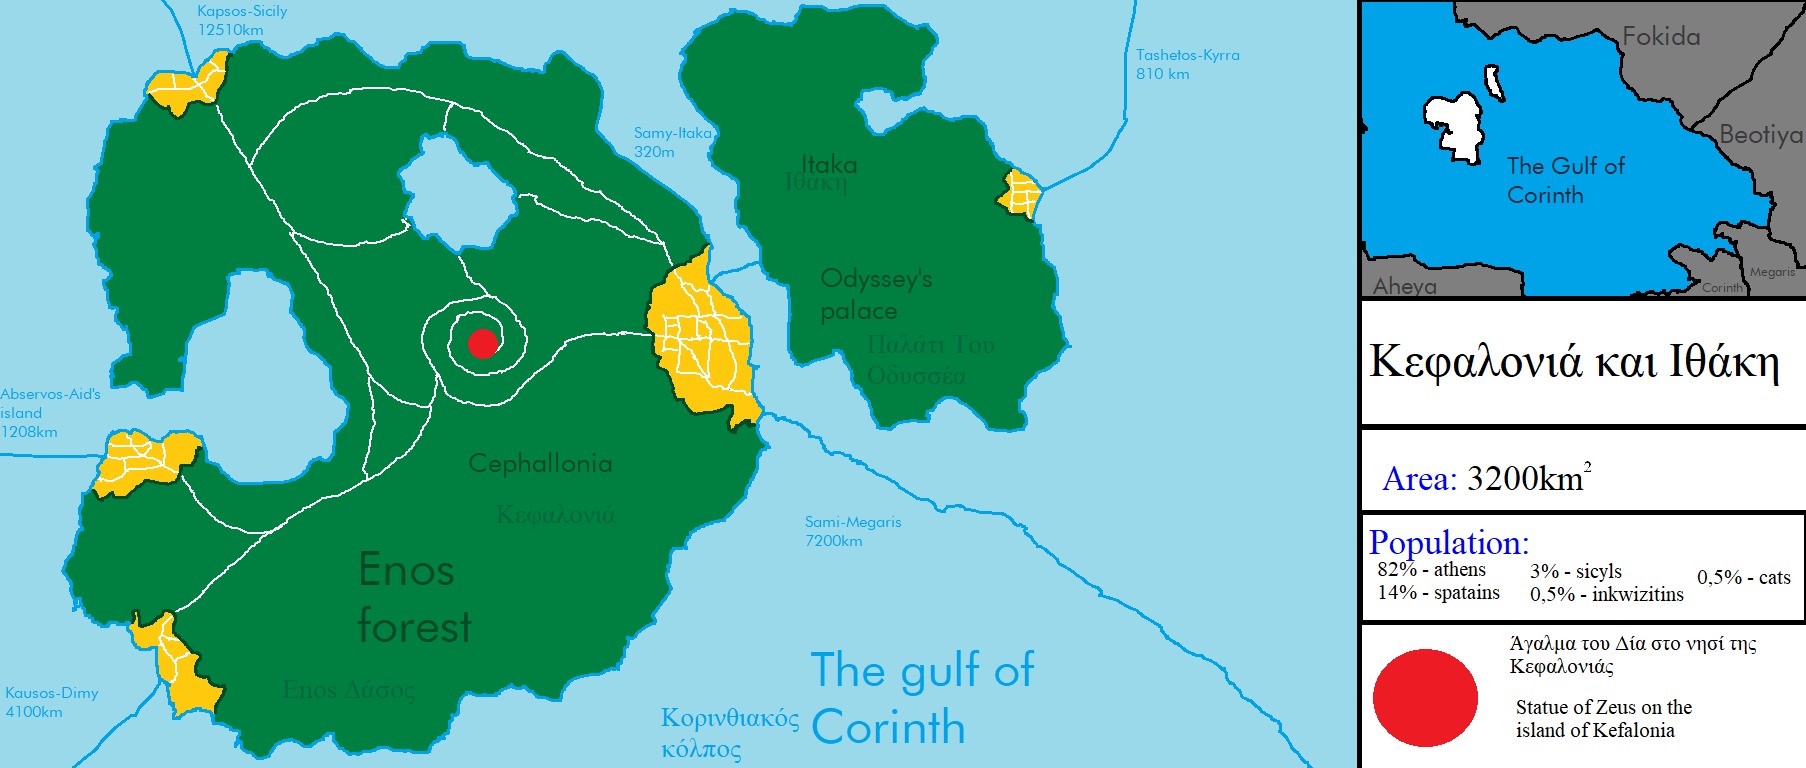 Kapsos-Sicily
12510km
Tashetos-Kyrra
810 km
Samy-Itaka
320m
Itaka
Ιθάκη
Odyssey's
palace
Παλάτι Του
Οδυσσέα
Abservos-Aid's
island
1208km
Cephallonia
Κεφαλονιά
Enos
forest
Enos Δάσος
Sami-Megaris
7200km
Kausos-Dimy
4100km
The gulf of
Corinth
Κορινθιακός
κόλπος
Fokida
Beotiya
The Gulf of
Corinth
Megaris
Corinth
Aheya
Κεφαλονιά και Ιθάκη
Area: 3200km²
Population:
82% - athens
14% - spatains
3% - sicyls
0,5% - inkwizitins
0,5% - cats
Άγαλμα του Δία στο νησί της
Κεφαλονιάς
Statue of Zeus on the
island of Kefalonia